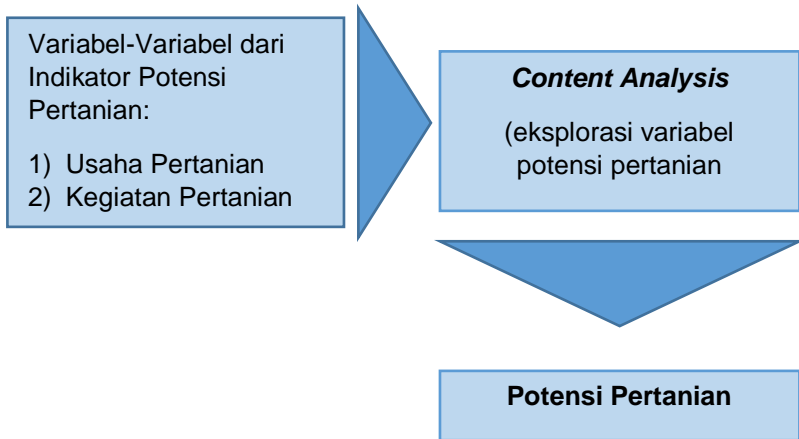 Variabel-Variabel dari
Indikator Potensi
Pertanian:
1) Usaha Pertanian
2) Kegiatan Pertanian
Content Analysis
(eksplorasi variabel
potensi pertanian
Potensi Pertanian